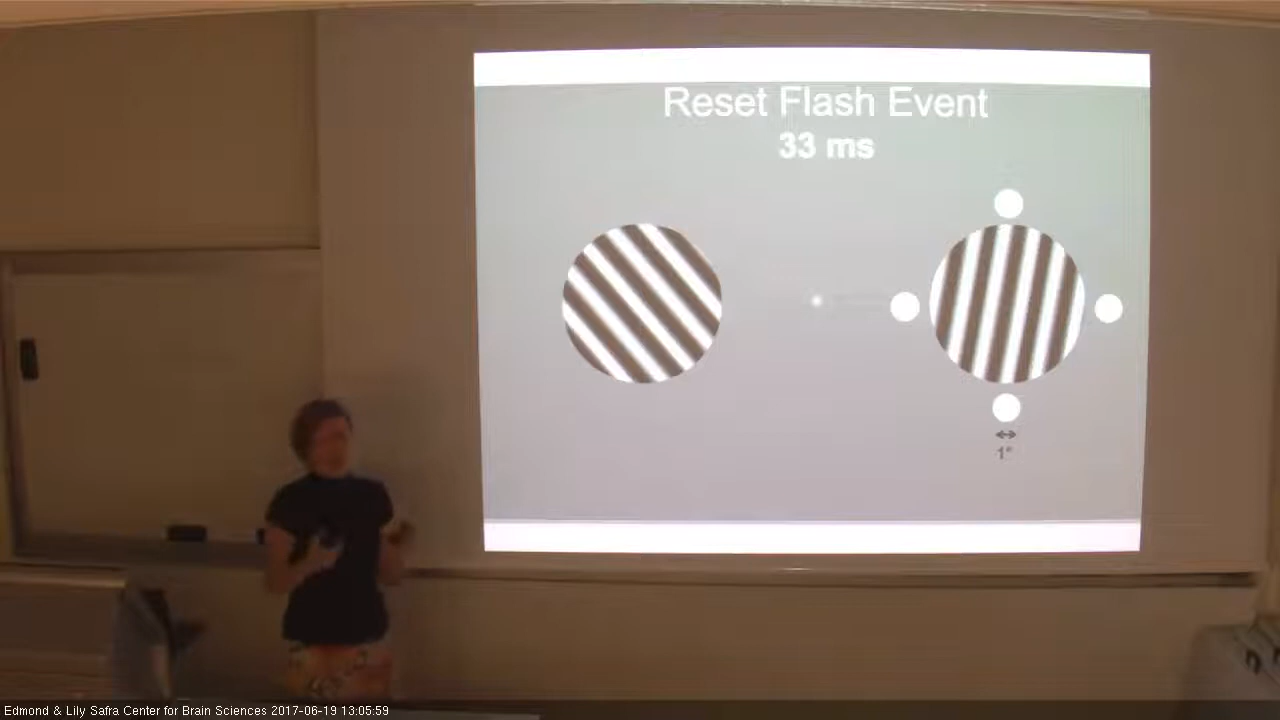 Reset Flash Event
33 ms
1°
Edmond & Lily Safra Center for Brain Sciences 2017-06-19 13:05:59